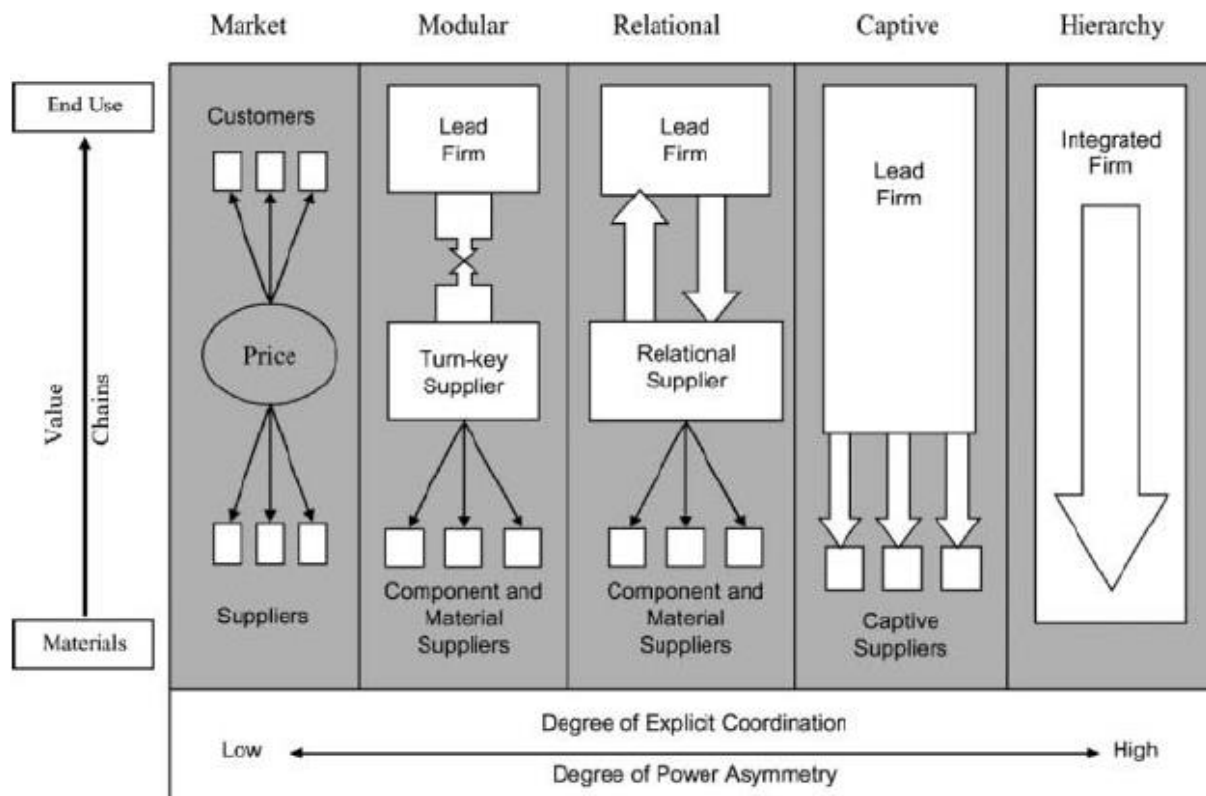 Market
Modular
Relational
Captive
Hierarchy
End Use
Value
Chains
Materials
Customers
Price
Suppliers
Lead
Firm
Turn-key
Supplier
Component and
Material
Suppliers
Lead
Firm
Relational
Supplier
Component and
Material
Suppliers
Lead
Firm
Captive
Suppliers
Integrated
Firm
Degree of Explicit Coordination
Low
High
Degree of Power Asymmetry